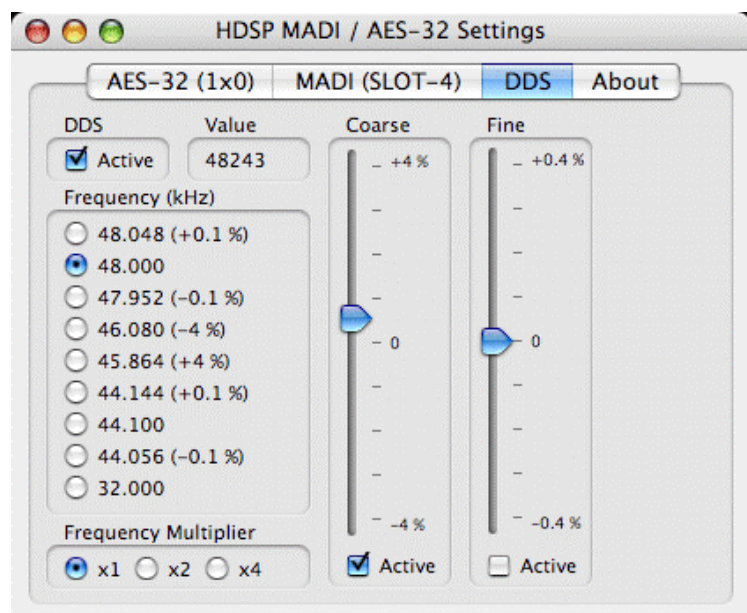 HDSP MADI / AES-32 Settings
AES-32 (1x0) MADI (SLOT-4) DDS About
DDS Value Coarse Fine
Active 48243
+4 % +0.4 %
Frequency (kHz)
48.048 (+0.1 %)
48.000
47.952 (-0.1 %)
46.080 (-4 %)
0 0
45.864 (+4 %)
44.144 (+0.1 %)
44.100
44.056 (-0.1 %)
32.000
-4 % -0.4 %
Frequency Multiplier
x1 x2 x4
Active Active